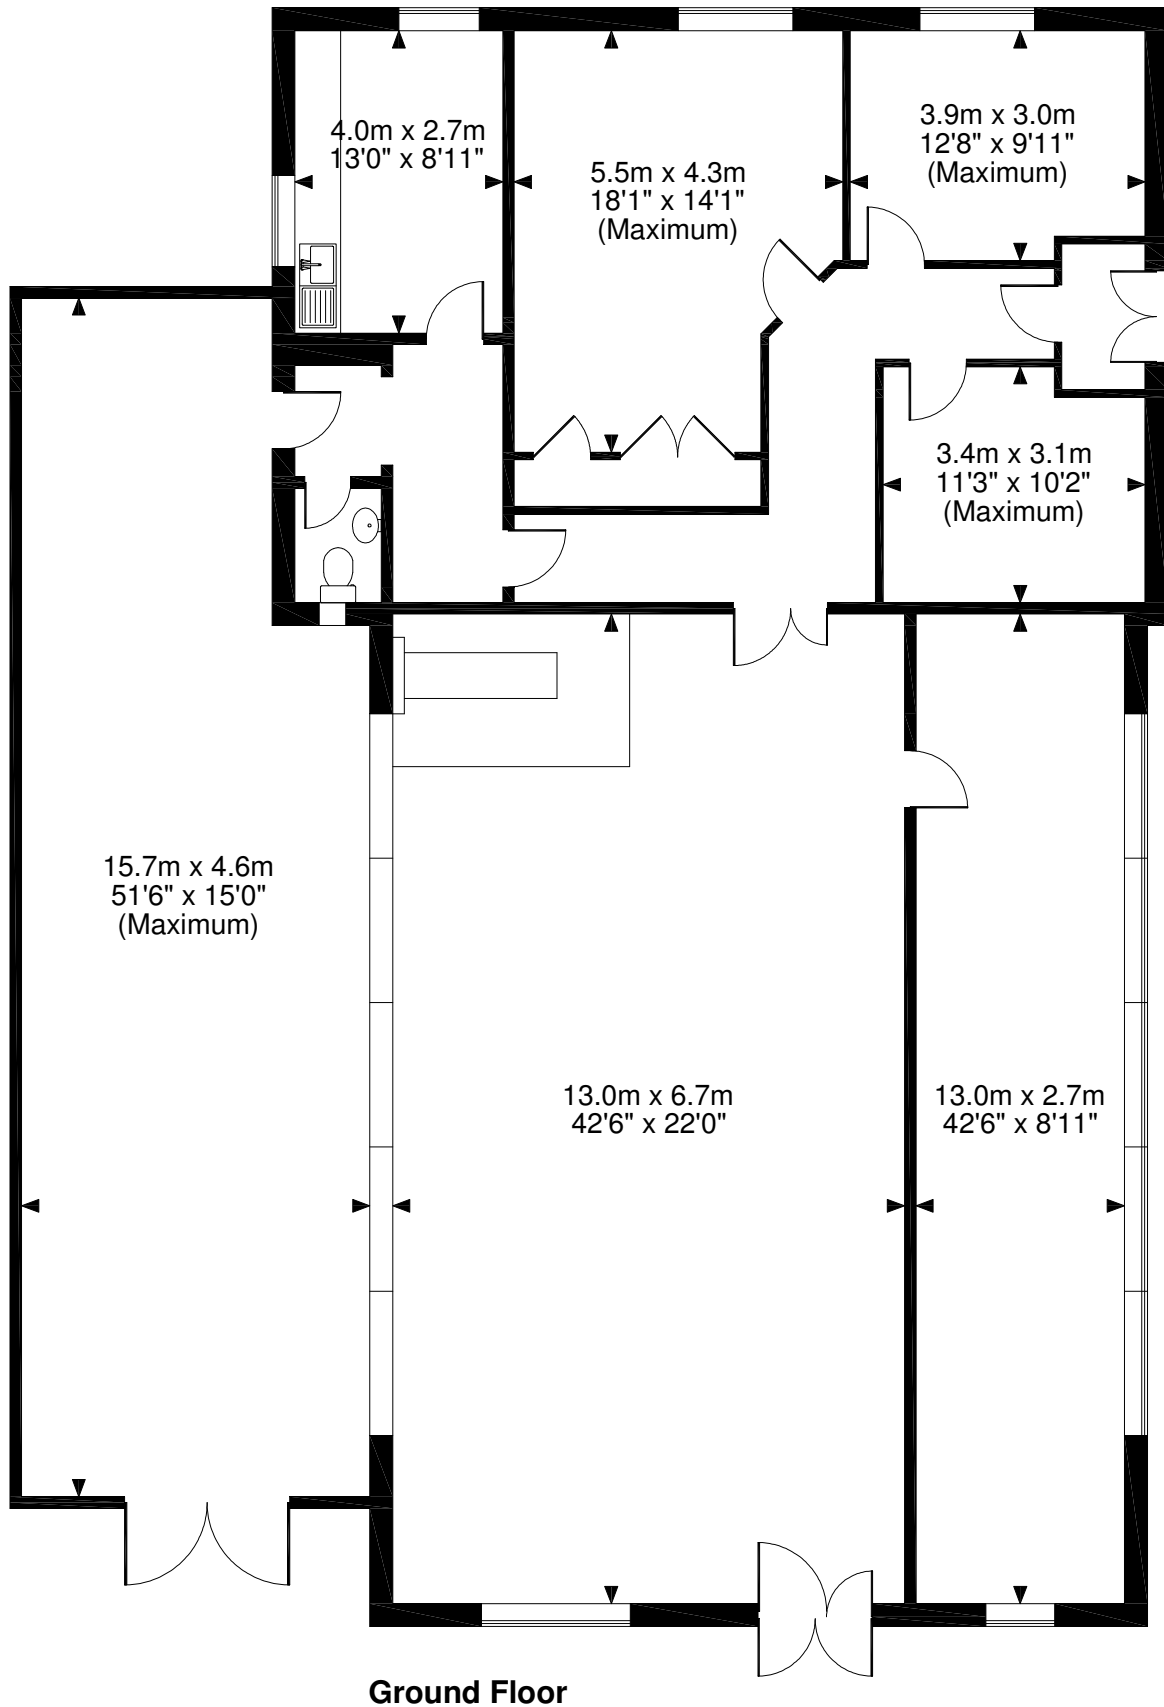 4.0m x 2.7m
13'0" x 8'11"
5.5m x 4.3m
18'1" x 14'1"
(Maximum)
3.9m x 3.0m
12'8" x 9'11"
(Maximum)
3.4m x 3.1m
11'3" x 10'2"
(Maximum)
15.7m x 4.6m
51'6" x 15'0"
(Maximum)
13.0m x 6.7m
42'6" x 22'0"
13.0m x 2.7m
42'6" x 8'11"
Ground Floor